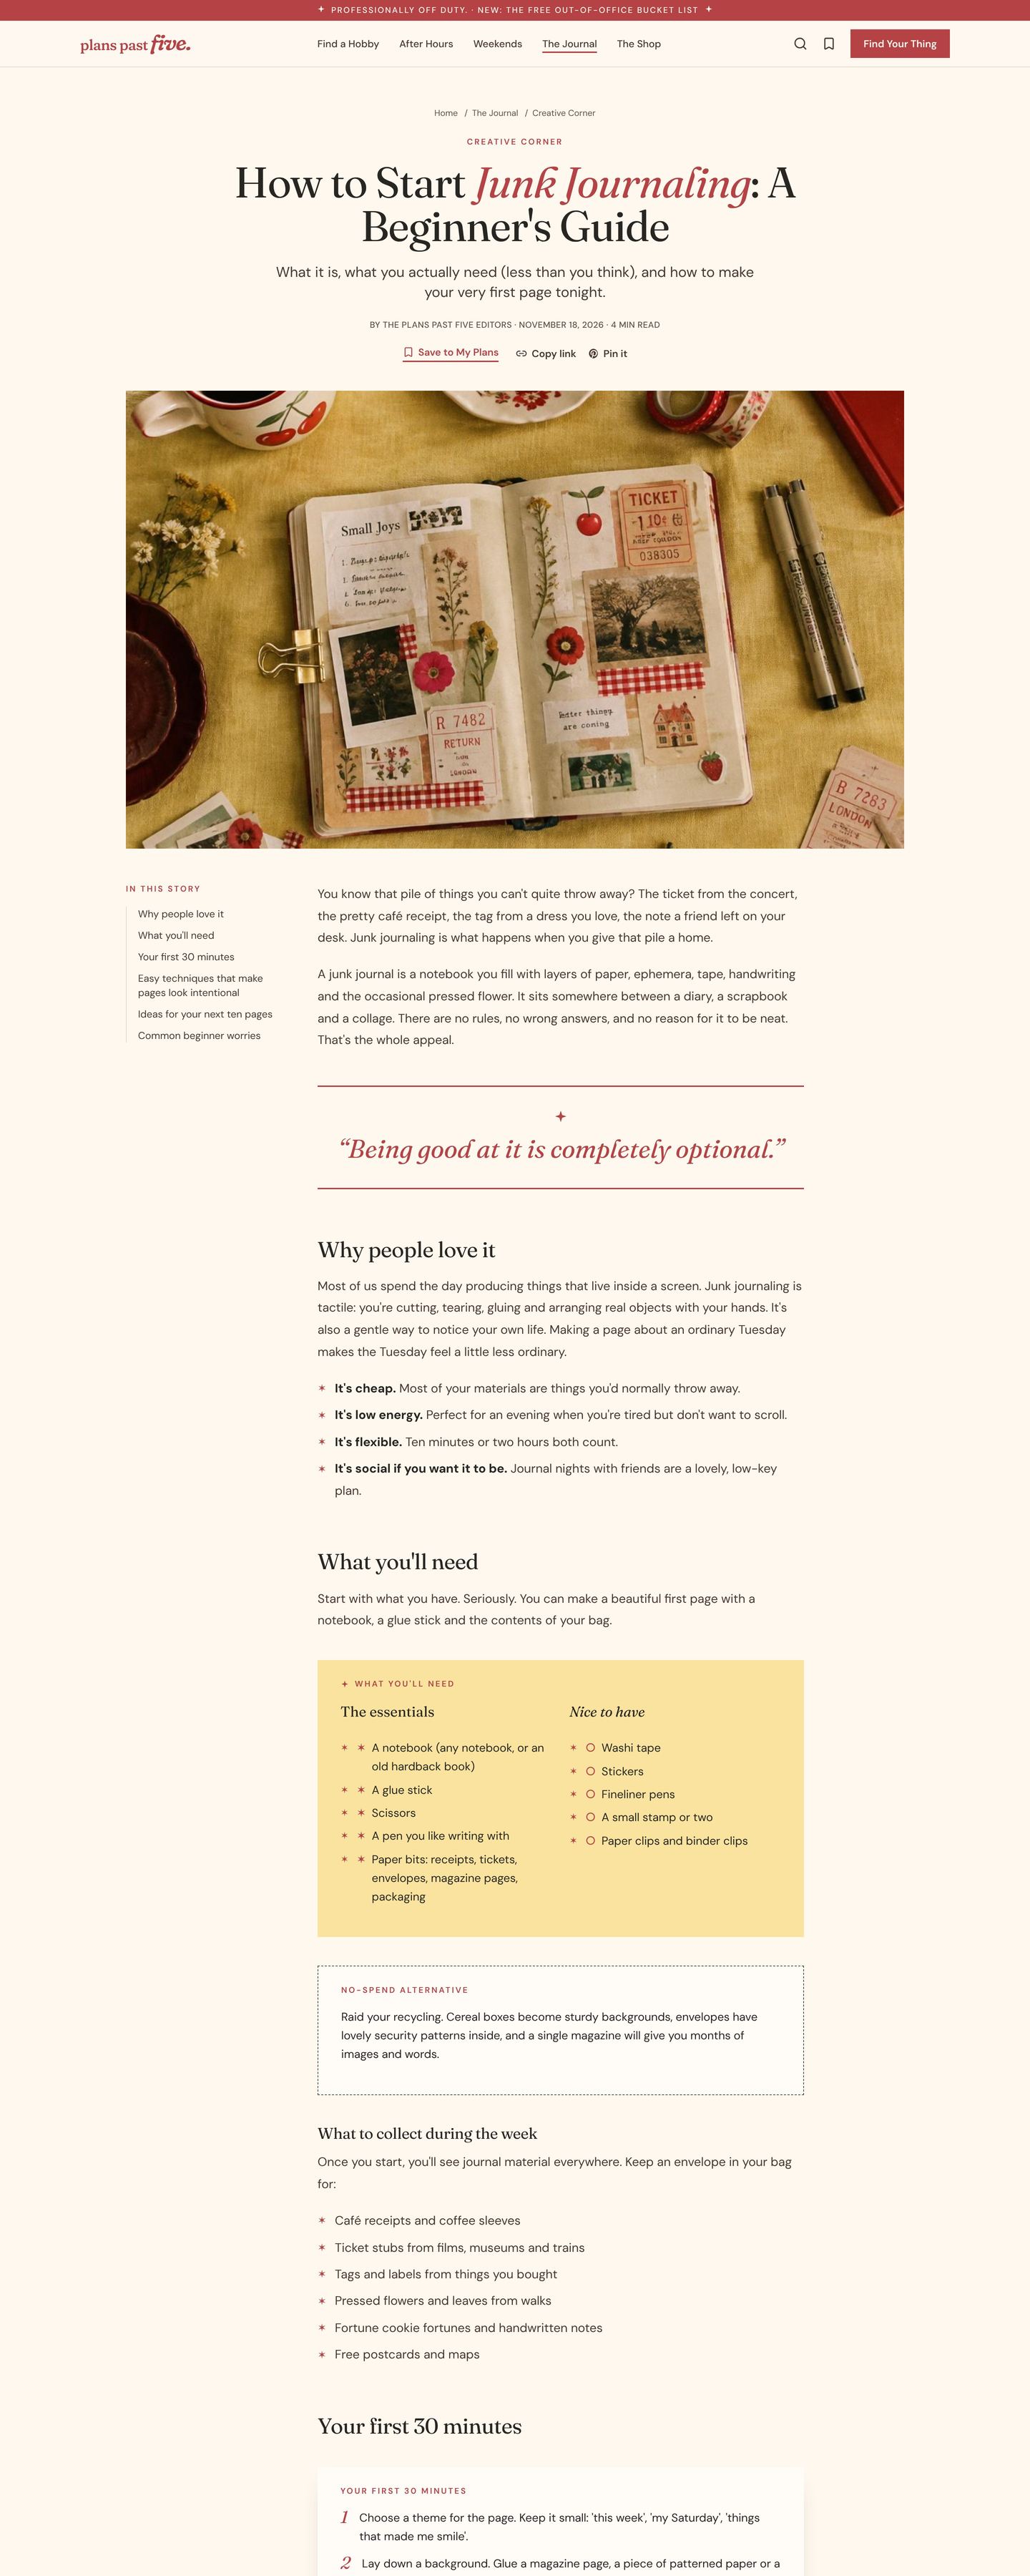 PROFESSIONALLY OFF DUTY. · NEW: THE FREE OUT-OF-OFFICE BUCKET LIST
plans past five.
Find a Hobby
After Hours
Weekends
The Journal
The Shop
Find Your Thing
Home / The Journal / Creative Corner
CREATIVE CORNER
How to Start Junk Journaling: A
Beginner's Guide
What it is, what you actually need (less than you think), and how to make
your very first page tonight.
BY THE PLANS PAST FIVE EDITORS · NOVEMBER 18, 2026 · 4 MIN READ
Save to My Plans
Copy link
Pin it
Small Joys
TICKET
038305
R 7482
RETURN
LONDON
Better things
are coming
B 7263
LONDON
IN THIS STORY
Why people love it
What you'll need
Your first 30 minutes
Easy techniques that make
pages look intentional
Ideas for your next ten pages
Common beginner worries
You know that pile of things you can't quite throw away? The ticket from the concert,
the pretty café receipt, the tag from a dress you love, the note a friend left on your
desk. Junk journaling is what happens when you give that pile a home.
A junk journal is a notebook you fill with layers of paper, ephemera, tape, handwriting
and the occasional pressed flower. It sits somewhere between a diary, a scrapbook
and a collage. There are no rules, no wrong answers, and no reason for it to be neat.
That's the whole appeal.
“Being good at it is completely optional.”
Why people love it
Most of us spend the day producing things that live inside a screen. Junk journaling is
tactile: you're cutting, tearing, gluing and arranging real objects with your hands. It's
also a gentle way to notice your own life. Making a page about an ordinary Tuesday
makes the Tuesday feel a little less ordinary.
It's cheap. Most of your materials are things you'd normally throw away.
It's low energy. Perfect for an evening when you're tired but don't want to scroll.
It's flexible. Ten minutes or two hours both count.
It's social if you want it to be. Journal nights with friends are a lovely, low-key
plan.
What you'll need
Start with what you have. Seriously. You can make a beautiful first page with a
notebook, a glue stick and the contents of your bag.
WHAT YOU'LL NEED
The essentials
A notebook (any notebook, or an
old hardback book)
A glue stick
Scissors
A pen you like writing with
Paper bits: receipts, tickets,
envelopes, magazine pages,
packaging
Nice to have
Washi tape
Stickers
Fineliner pens
A small stamp or two
Paper clips and binder clips
NO-SPEND ALTERNATIVE
Raid your recycling. Cereal boxes become sturdy backgrounds, envelopes have
lovely security patterns inside, and a single magazine will give you months of
images and words.
What to collect during the week
Once you start, you'll see journal material everywhere. Keep an envelope in your bag
for:
Café receipts and coffee sleeves
Ticket stubs from films, museums and trains
Tags and labels from things you bought
Pressed flowers and leaves from walks
Fortune cookie fortunes and handwritten notes
Free postcards and maps
Your first 30 minutes
YOUR FIRST 30 MINUTES
1 Choose a theme for the page. Keep it small: 'this week', 'my Saturday', 'things
that made me smile'.
2 Lay down a background. Glue a magazine page, a piece of patterned paper or a